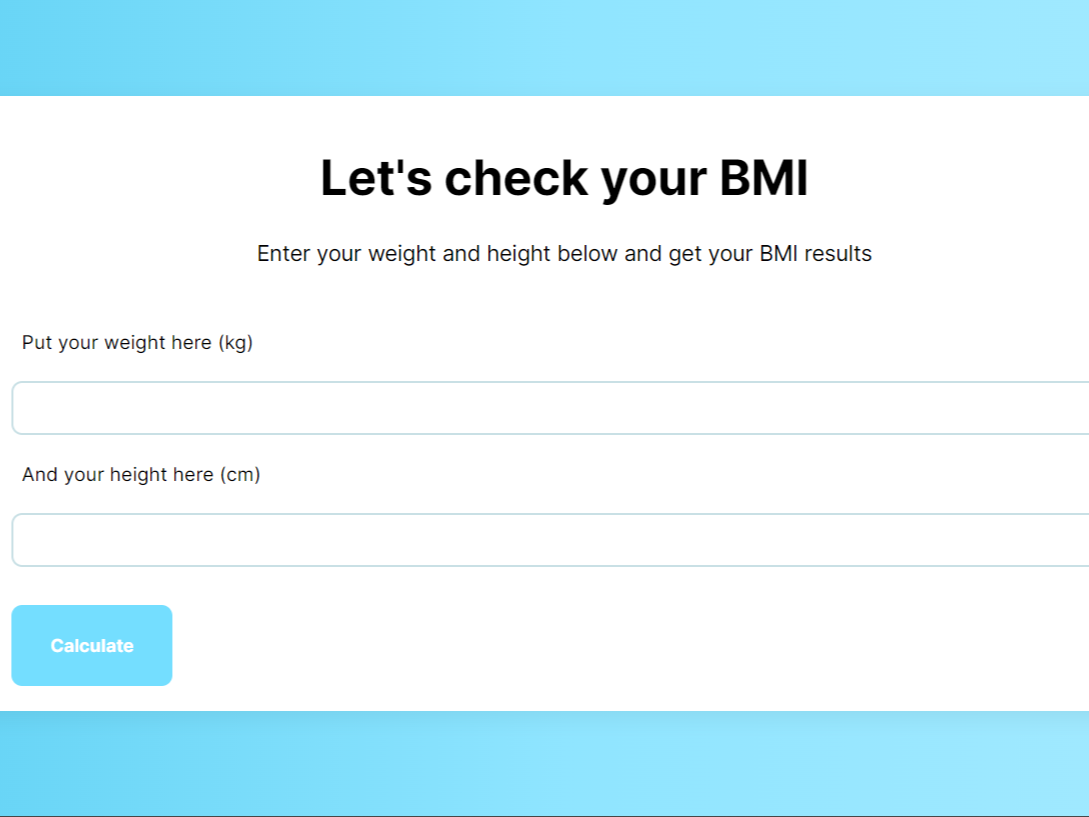 Let's check your BMI
Enter your weight and height below and get your BMI results
Put your weight here (kg)
And your height here (cm)
Calculate